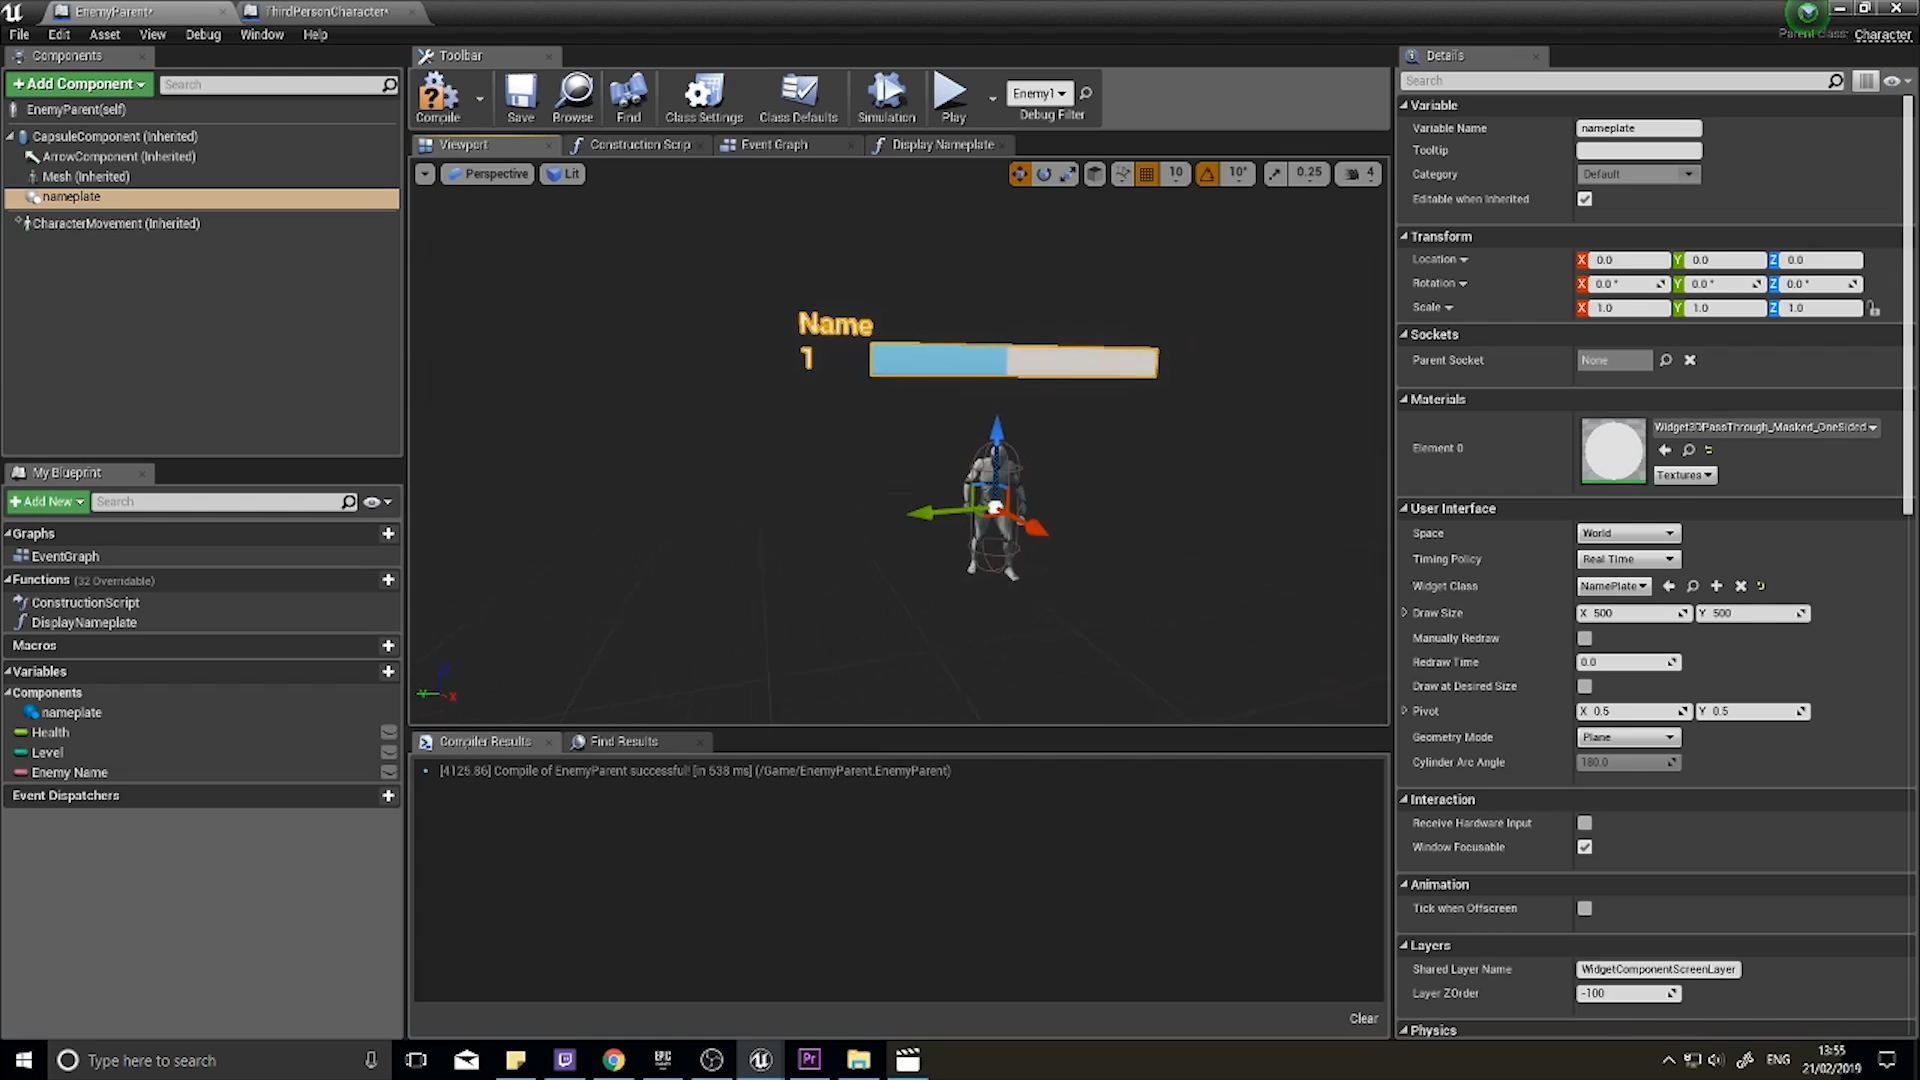 EnemyParent*
ThirdPersonCharacter*
File
Edit
Asset
View
Debug
Window
Help
Parent class:
Character
Components
+Add Component
Search
EnemyParent(self)
CapsuleComponent (Inherited)
ArrowComponent (Inherited)
Mesh (Inherited)
nameplate
CharacterMovement (Inherited)
My Blueprint
+Add New
Search
Graphs
EventGraph
Functions (32 Overridable)
ConstructionScript
DisplayNameplate
Macros
Variables
Components
nameplate
Health
Level
Enemy Name
Event Dispatchers
Toolbar
Compile
Save
Browse
Find
Class Settings
Class Defaults
Simulation
Play
Enemy1
Debug Filter
Viewport
Construction Scrip
Event Graph
Display Nameplate
Perspective
Lit
10
10°
0.25
4
Name
1
Y
X
Compiler Results
Find Results
[4125.86] Compile of EnemyParent successful! [in 538 ms] (/Game/EnemyParent.EnemyParent)
Clear
Details
Search
Variable
Variable Name
nameplate
Tooltip
Category
Default
Editable when Inherited
Transform
Location X 0.0 Y 0.0 Z 0.0
Rotation X 0.0 ° Y 0.0 ° Z 0.0 °
Scale X 1.0 Y 1.0 Z 1.0
Sockets
Parent Socket
None
Materials
Element 0
Widget3DPassThrough_Masked_OneSided
Textures
User Interface
Space
World
Timing Policy
Real Time
Widget Class
NamePlate
Draw Size
X 500 Y 500
Manually Redraw
Redraw Time
0.0
Draw at Desired Size
Pivot
X 0.5 Y 0.5
Geometry Mode
Plane
Cylinder Arc Angle
180.0
Interaction
Receive Hardware Input
Window Focusable
Animation
Tick when Offscreen
Layers
Shared Layer Name
WidgetComponentScreenLayer
Layer ZOrder
-100
Physics
Type here to search
EPIC
Pr
ENG
13:55
21/02/2019